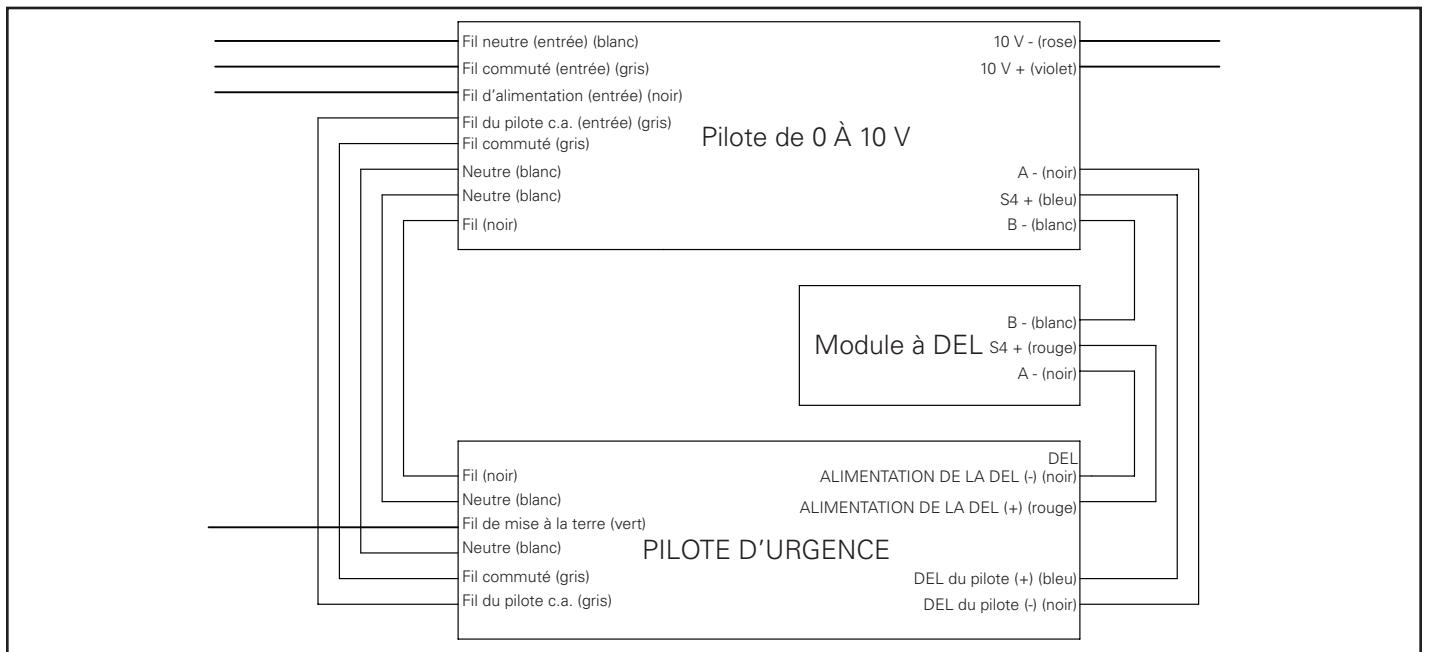 Fil neutre (entrée) (blanc)
10 V - (rose)
Fil commuté (entrée) (gris)
10 V + (violet)
Fil d’alimentation (entrée) (noir)
Fil du pilote c.a. (entrée) (gris)
Pilote de 0 À 10 V
Fil commuté (gris)
Neutre (blanc)
A - (noir)
Neutre (blanc)
S4 + (bleu)
Fil (noir)
B - (blanc)
B - (blanc)
Module à DEL
S4 + (rouge)
A - (noir)
DEL
Fil (noir)
ALIMENTATION DE LA DEL (-) (noir)
Neutre (blanc)
ALIMENTATION DE LA DEL (+) (rouge)
Fil de mise à la terre (vert)
Neutre (blanc)
PILOTE D’URGENCE
Fil commuté (gris)
DEL du pilote (+) (bleu)
Fil du pilote c.a. (gris)
DEL du pilote (-) (noir)